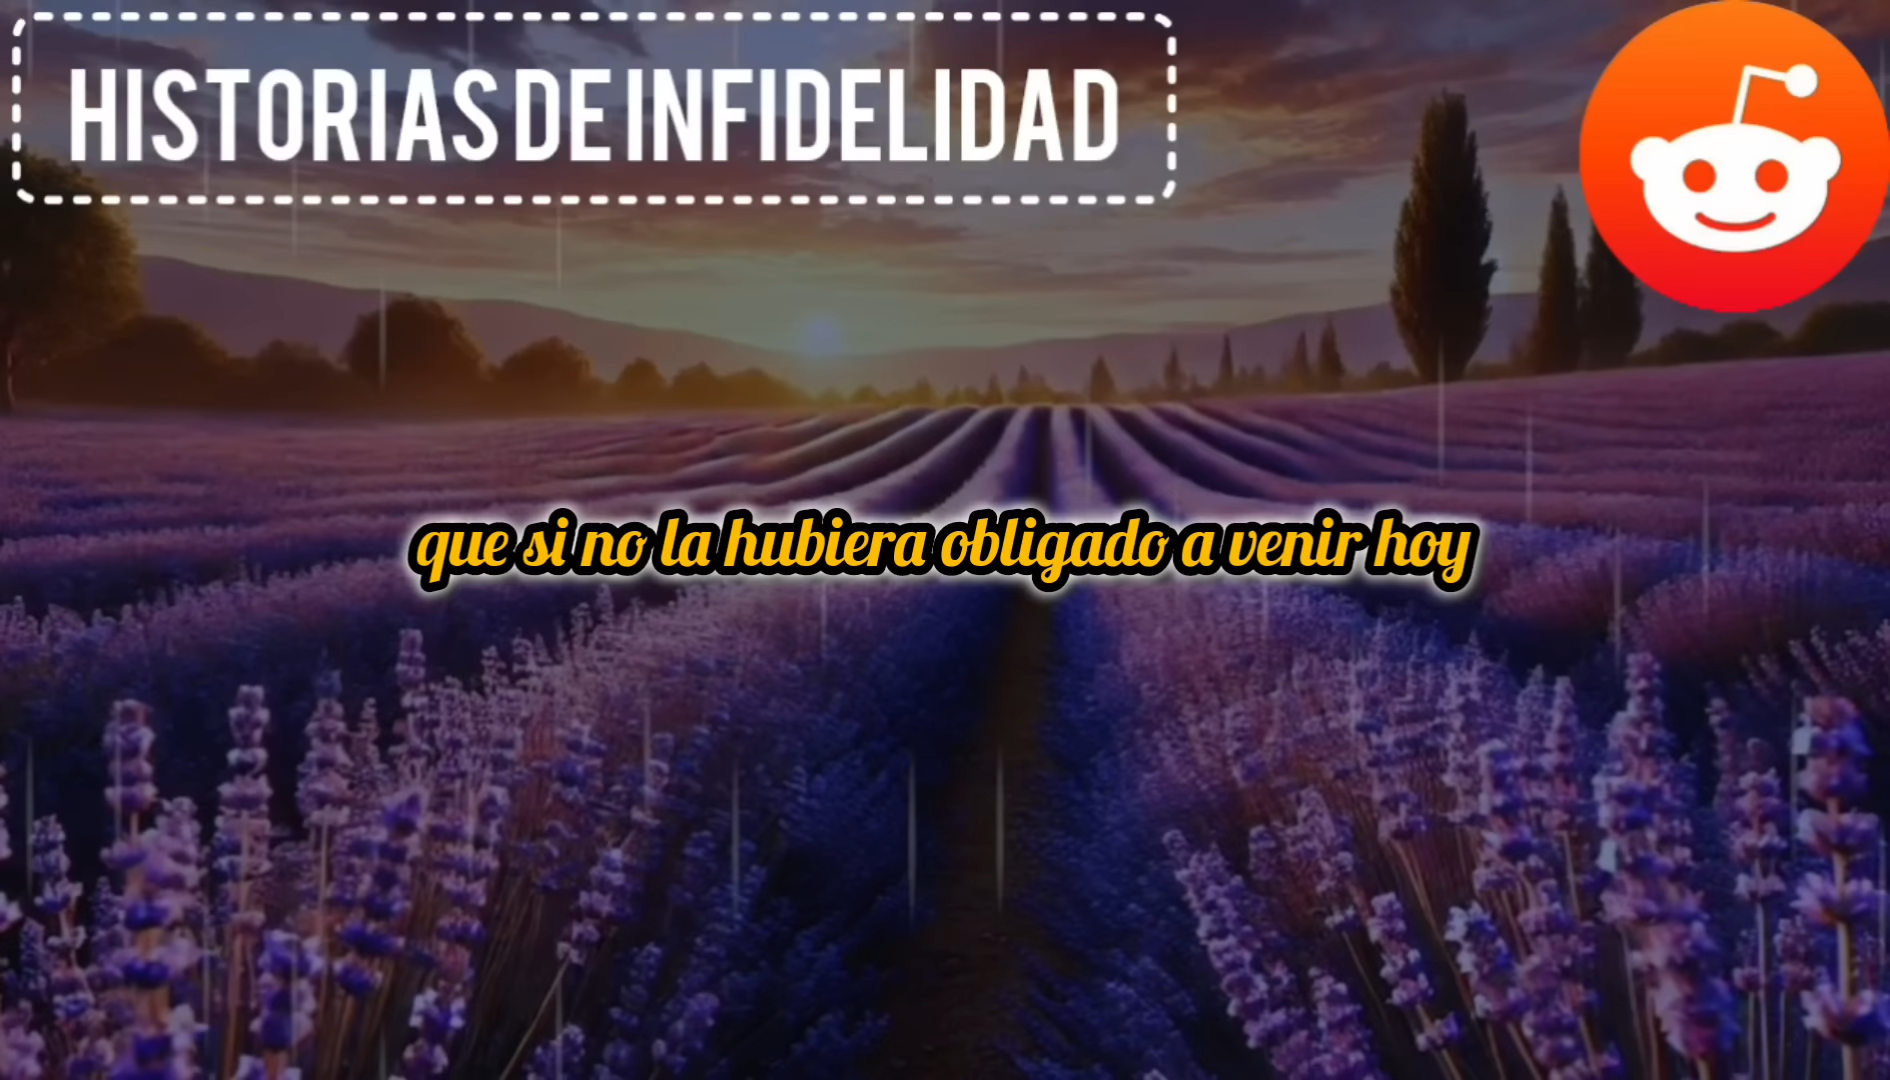 HISTORIAS DE INFIDELIDAD
que si no la hubiera obligado a venir hoy